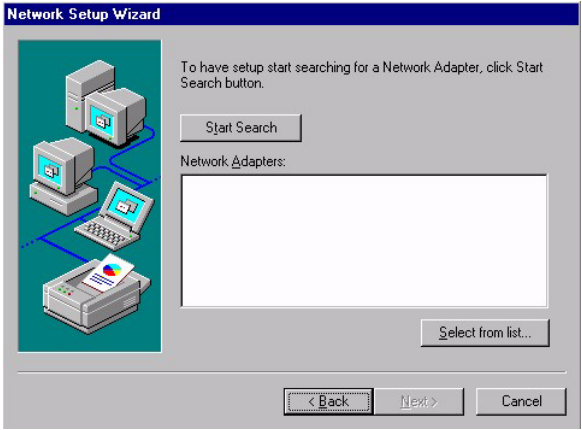 Network Setup Wizard
To have setup start searching for a Network Adapter, click Start
Search button.
Start Search
Network Adapters:
Select from list...
< Back
Next >
Cancel